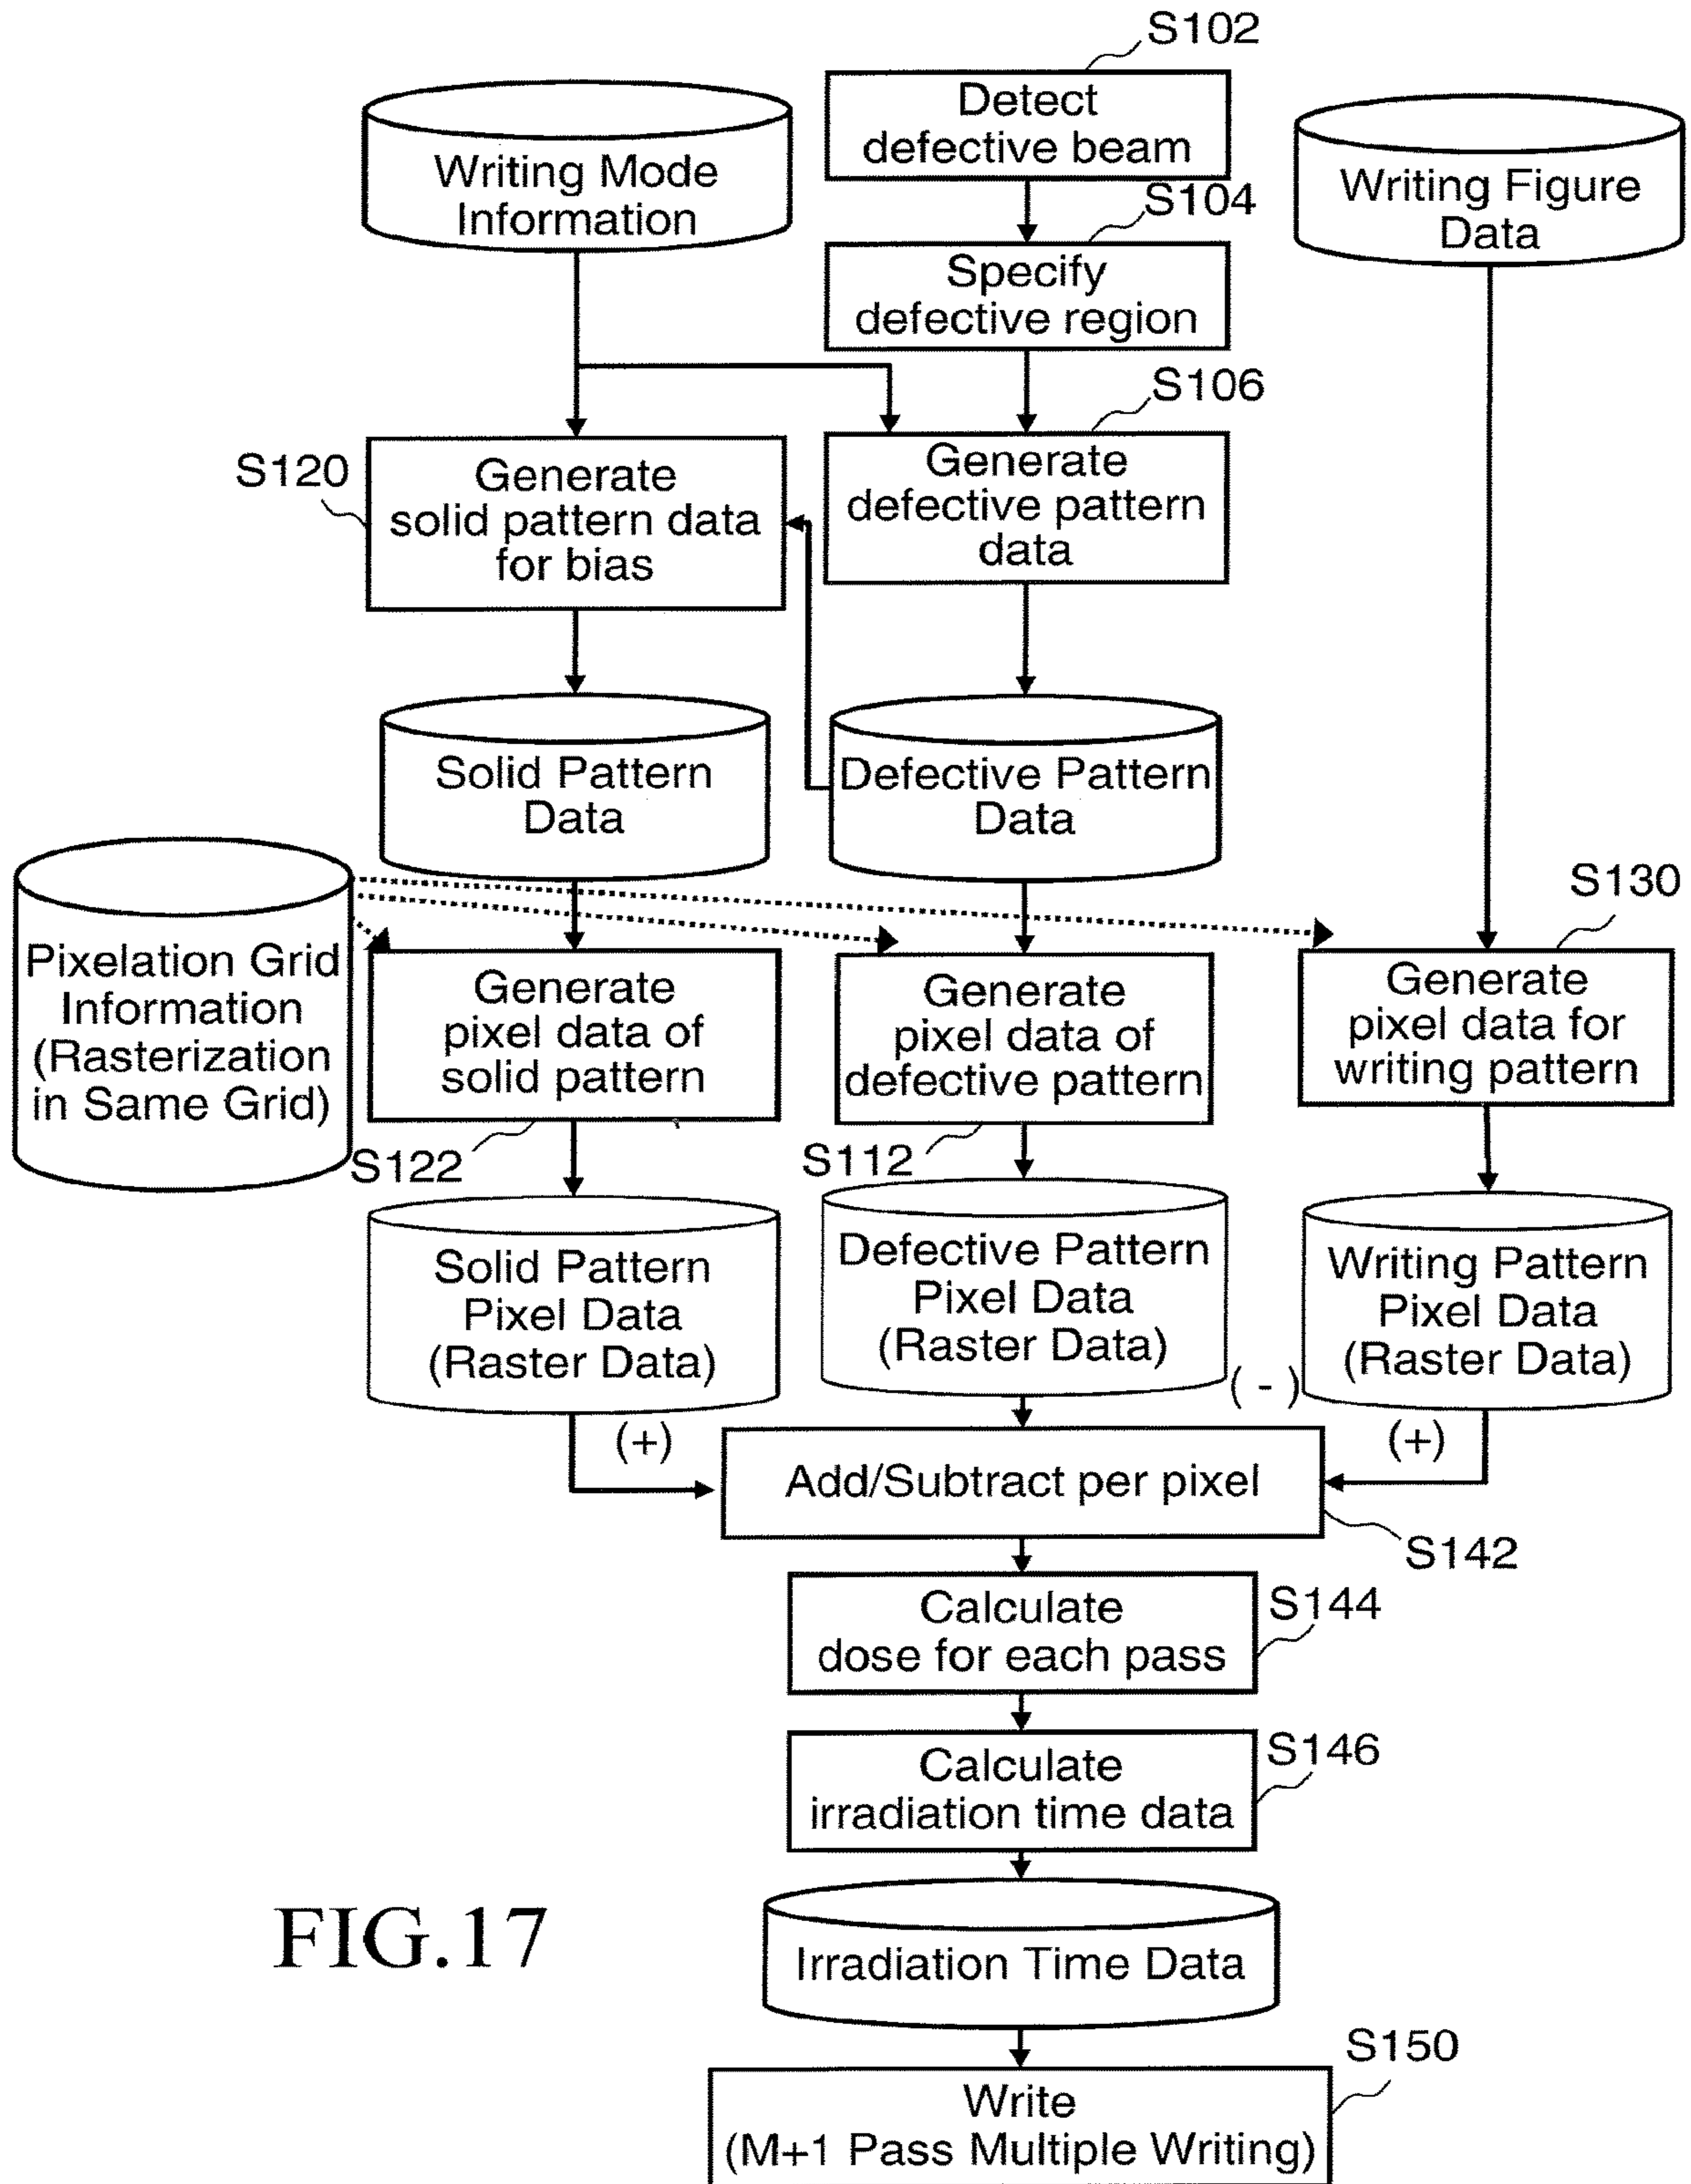 S102
Detect
defective beam
Writing Mode
Information
Writing Figure
Data
S104
Specify
defective region
S106
Generate
defective pattern
data
S120
Generate
solid pattern data
for bias
Solid Pattern
Data
Defective Pattern
Data
Pixelation Grid
Information
(Rasterization
in Same Grid)
S130
Generate
pixel data of
solid pattern
Generate
pixel data of
defective pattern
Generate
pixel data for
writing pattern
S122
S112
Solid Pattern
Pixel Data
(Raster Data)
Defective Pattern
Pixel Data
(Raster Data)
Writing Pattern
Pixel Data
(Raster Data)
(+)
(-)
(+)
Add/Subtract per pixel
S142
Calculate
dose for each pass
S144
Calculate
irradiation time data
S146
Irradiation Time Data
FIG.17
S150
Write
(M+1 Pass Multiple Writing)